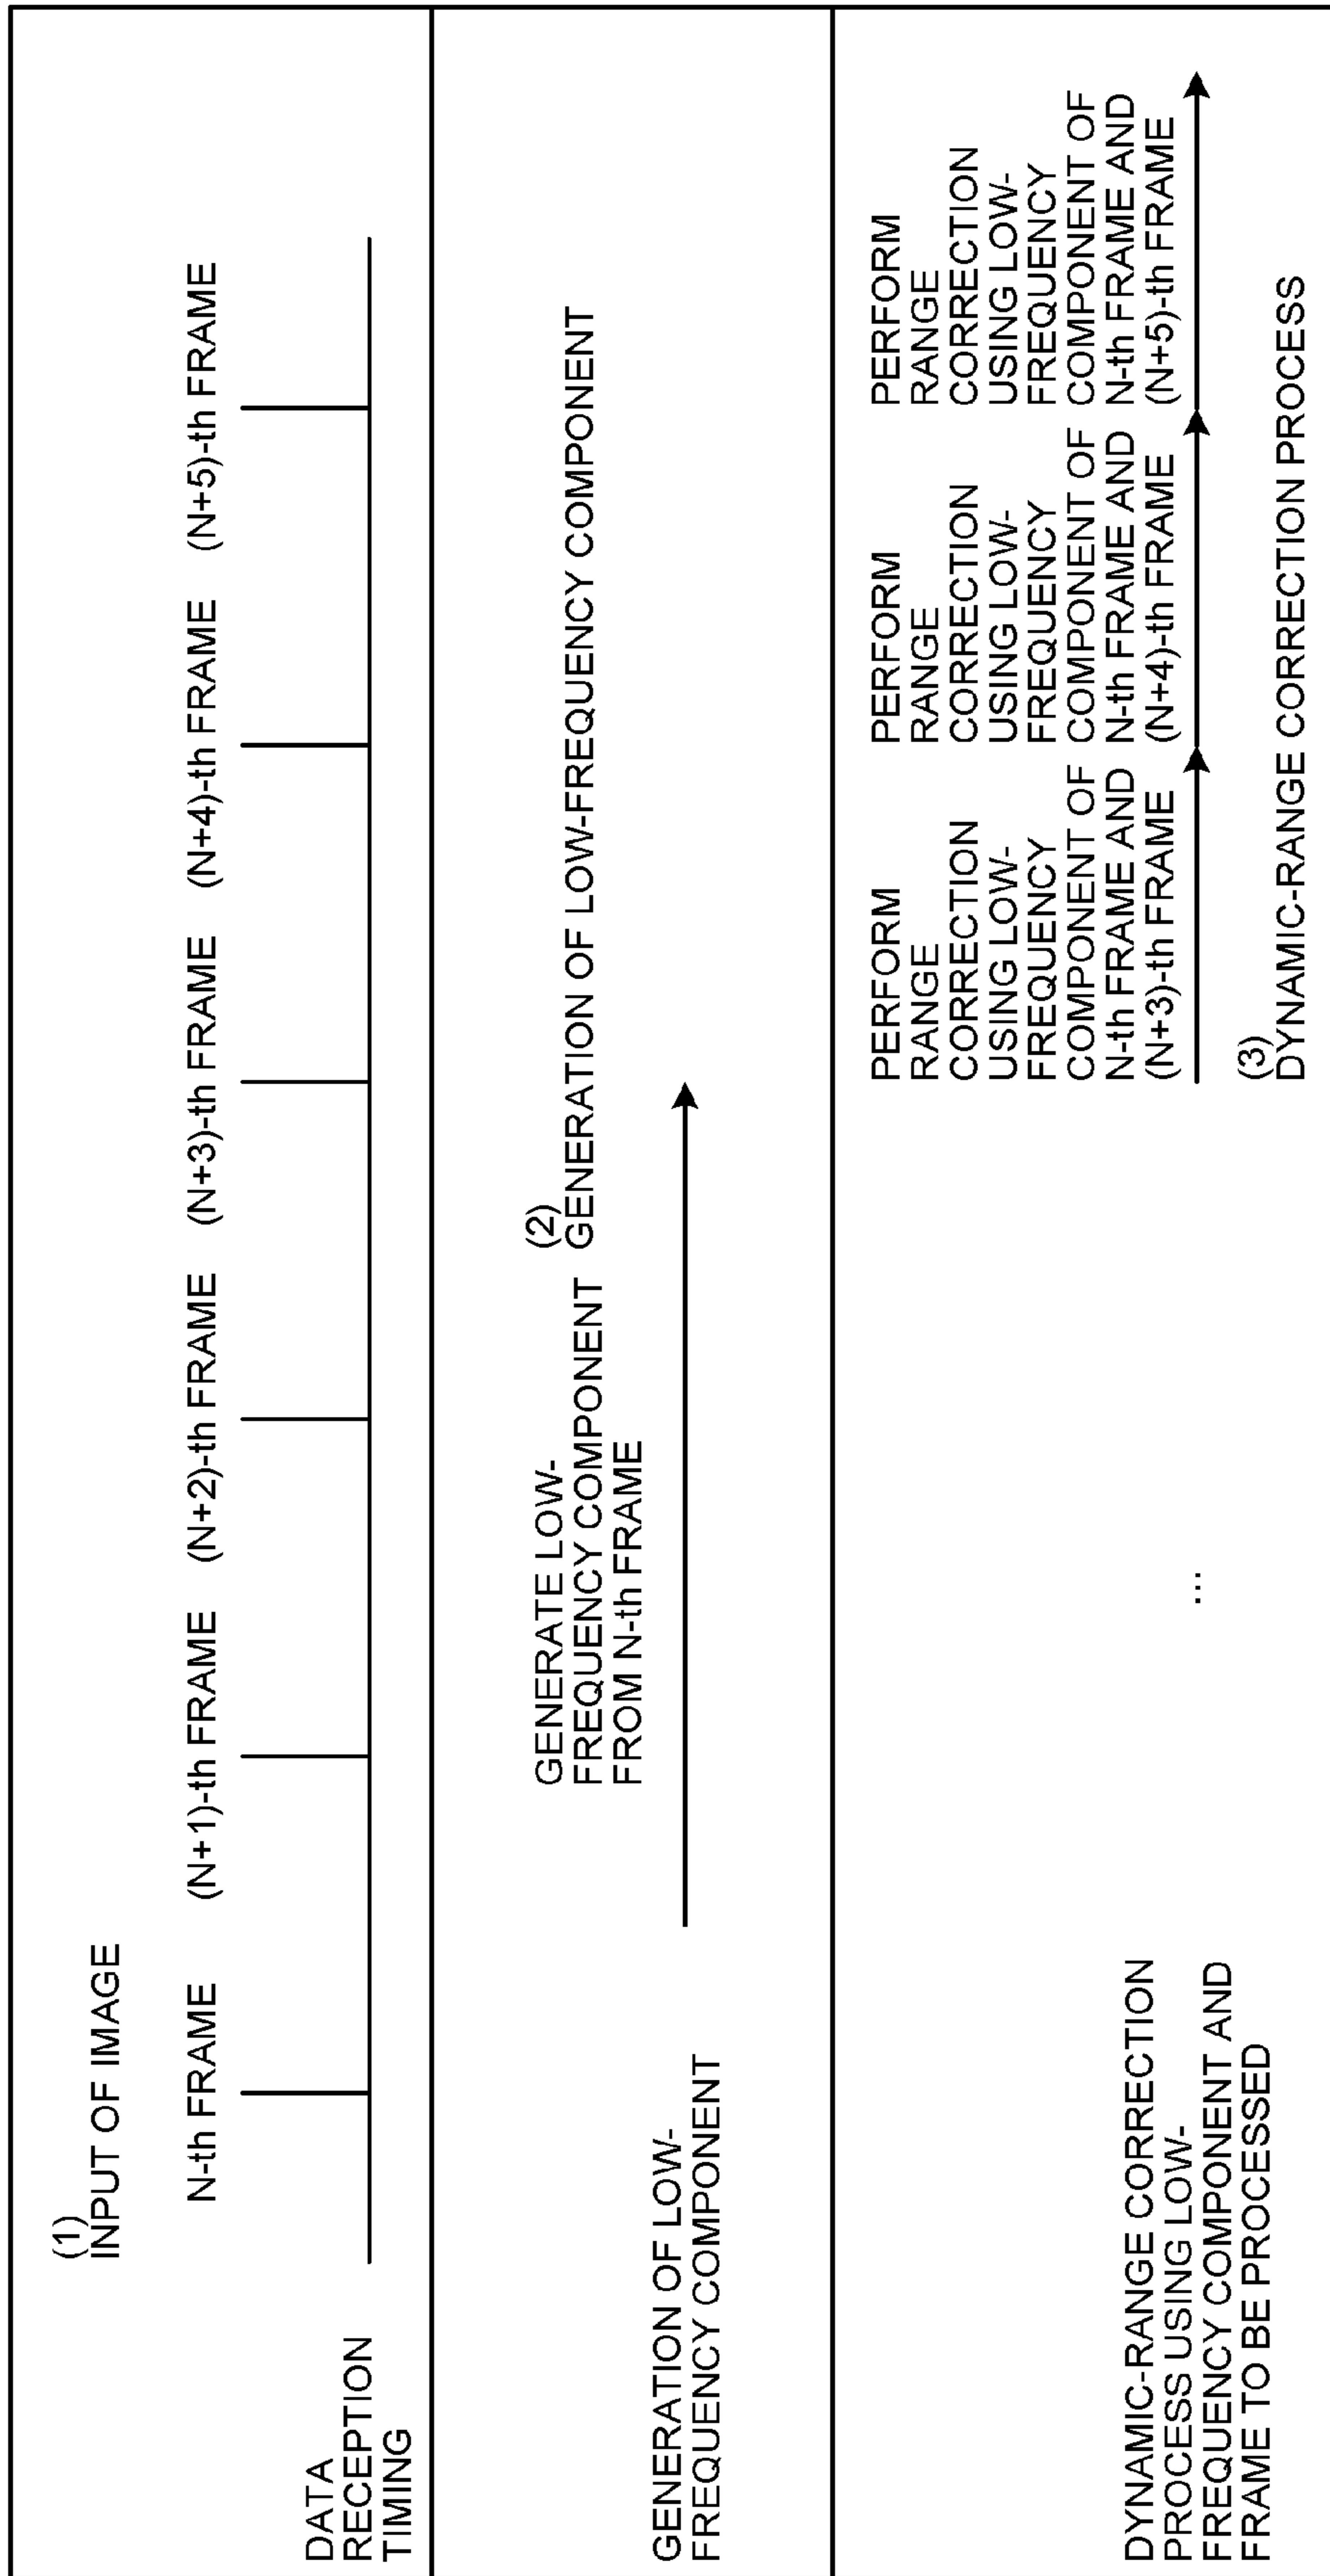 (1)
INPUT OF IMAGE
N-th FRAME
(N+1)-th FRAME
(N+2)-th FRAME
(N+3)-th FRAME
(N+4)-th FRAME
(N+5)-th FRAME
DATA
RECEPTION
TIMING
GENERATE LOW-
FREQUENCY COMPONENT
FROM N-th FRAME
(2)
GENERATION OF LOW-FREQUENCY COMPONENT
GENERATION OF LOW-
FREQUENCY COMPONENT
PERFORM
RANGE
CORRECTION
USING LOW-
FREQUENCY
COMPONENT OF
N-th FRAME AND
(N+3)-th FRAME
PERFORM
RANGE
CORRECTION
USING LOW-
FREQUENCY
COMPONENT OF
N-th FRAME AND
(N+4)-th FRAME
PERFORM
RANGE
CORRECTION
USING LOW-
FREQUENCY
COMPONENT OF
N-th FRAME AND
(N+5)-th FRAME
DYNAMIC-RANGE CORRECTION
PROCESS USING LOW-
FREQUENCY COMPONENT AND
FRAME TO BE PROCESSED
...
(3)
DYNAMIC-RANGE CORRECTION PROCESS